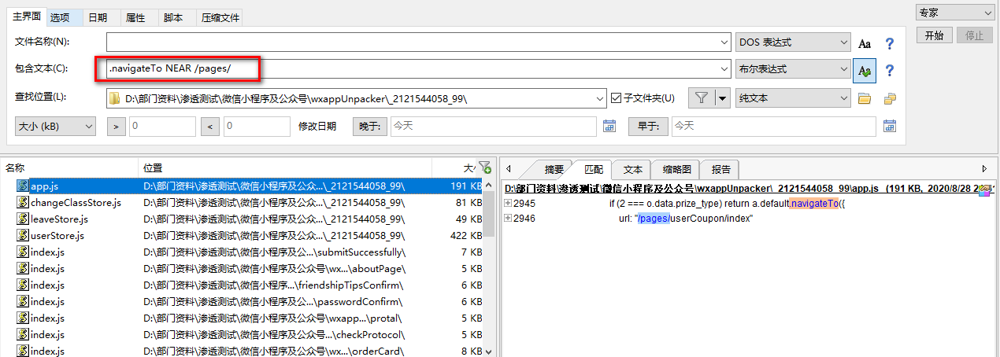 主界面 选项 日期 属性 脚本 压缩文件 专家
文件名称(N): DOS 表达式 Aa ? 开始 停止
包含文本(C): .navigateTo NEAR /pages/ 布尔表达式 Aa ?
查找位置(L): D:\部门资料\渗透测试\微信小程序及公众号\wxappUnpacker\_2121544058_99\ 子文件夹(U) 纯文本
大小 (kB) > 0 < 0 修改日期 晚于: 今天 早于: 今天
名称 位置 大小 摘要 匹配 文本 缩略图 报告
app.js D:\部门资料\渗透测试\微信小程序及公众...\_2121544058_99\ 191 KB
changeClassStore.js D:\部门资料\渗透测试\微信小程序及公众...\_2121544058_99\ 81 KB
leaveStore.js D:\部门资料\渗透测试\微信小程序及公众...\_2121544058_99\ 49 KB
userStore.js D:\部门资料\渗透测试\微信小程序及公众...\_2121544058_99\ 422 KB
index.js D:\部门资料\渗透测试\微信小程序及公...\submitSuccessfully\ 7 KB
index.js D:\部门资料\渗透测试\微信小程序及公众号\wx...\aboutPage\ 5 KB
index.js D:\部门资料\渗透测试\微信小程序...\friendshipTipsConfirm\ 6 KB
index.js D:\部门资料\渗透测试\微信小程序及公...\passwordConfirm\ 6 KB
index.js D:\部门资料\渗透测试\微信小程序及公众号\wxapp...\protal\ 5 KB
index.js D:\部门资料\渗透测试\微信小程序及公众号\...\checkProtocol\ 5 KB
index.js D:\部门资料\渗透测试\微信小程序及公众号\wx...\orderCard\ 8 KB
D:\部门资料\渗透测试\微信小程序及公众号\wxappUnpacker\_2121544058_99\app.js (191 KB, 2020/8/28
2945 if (2 === o.data.prize_type) return a.default.navigateTo({
2946 url: "/pages/userCoupon/index"